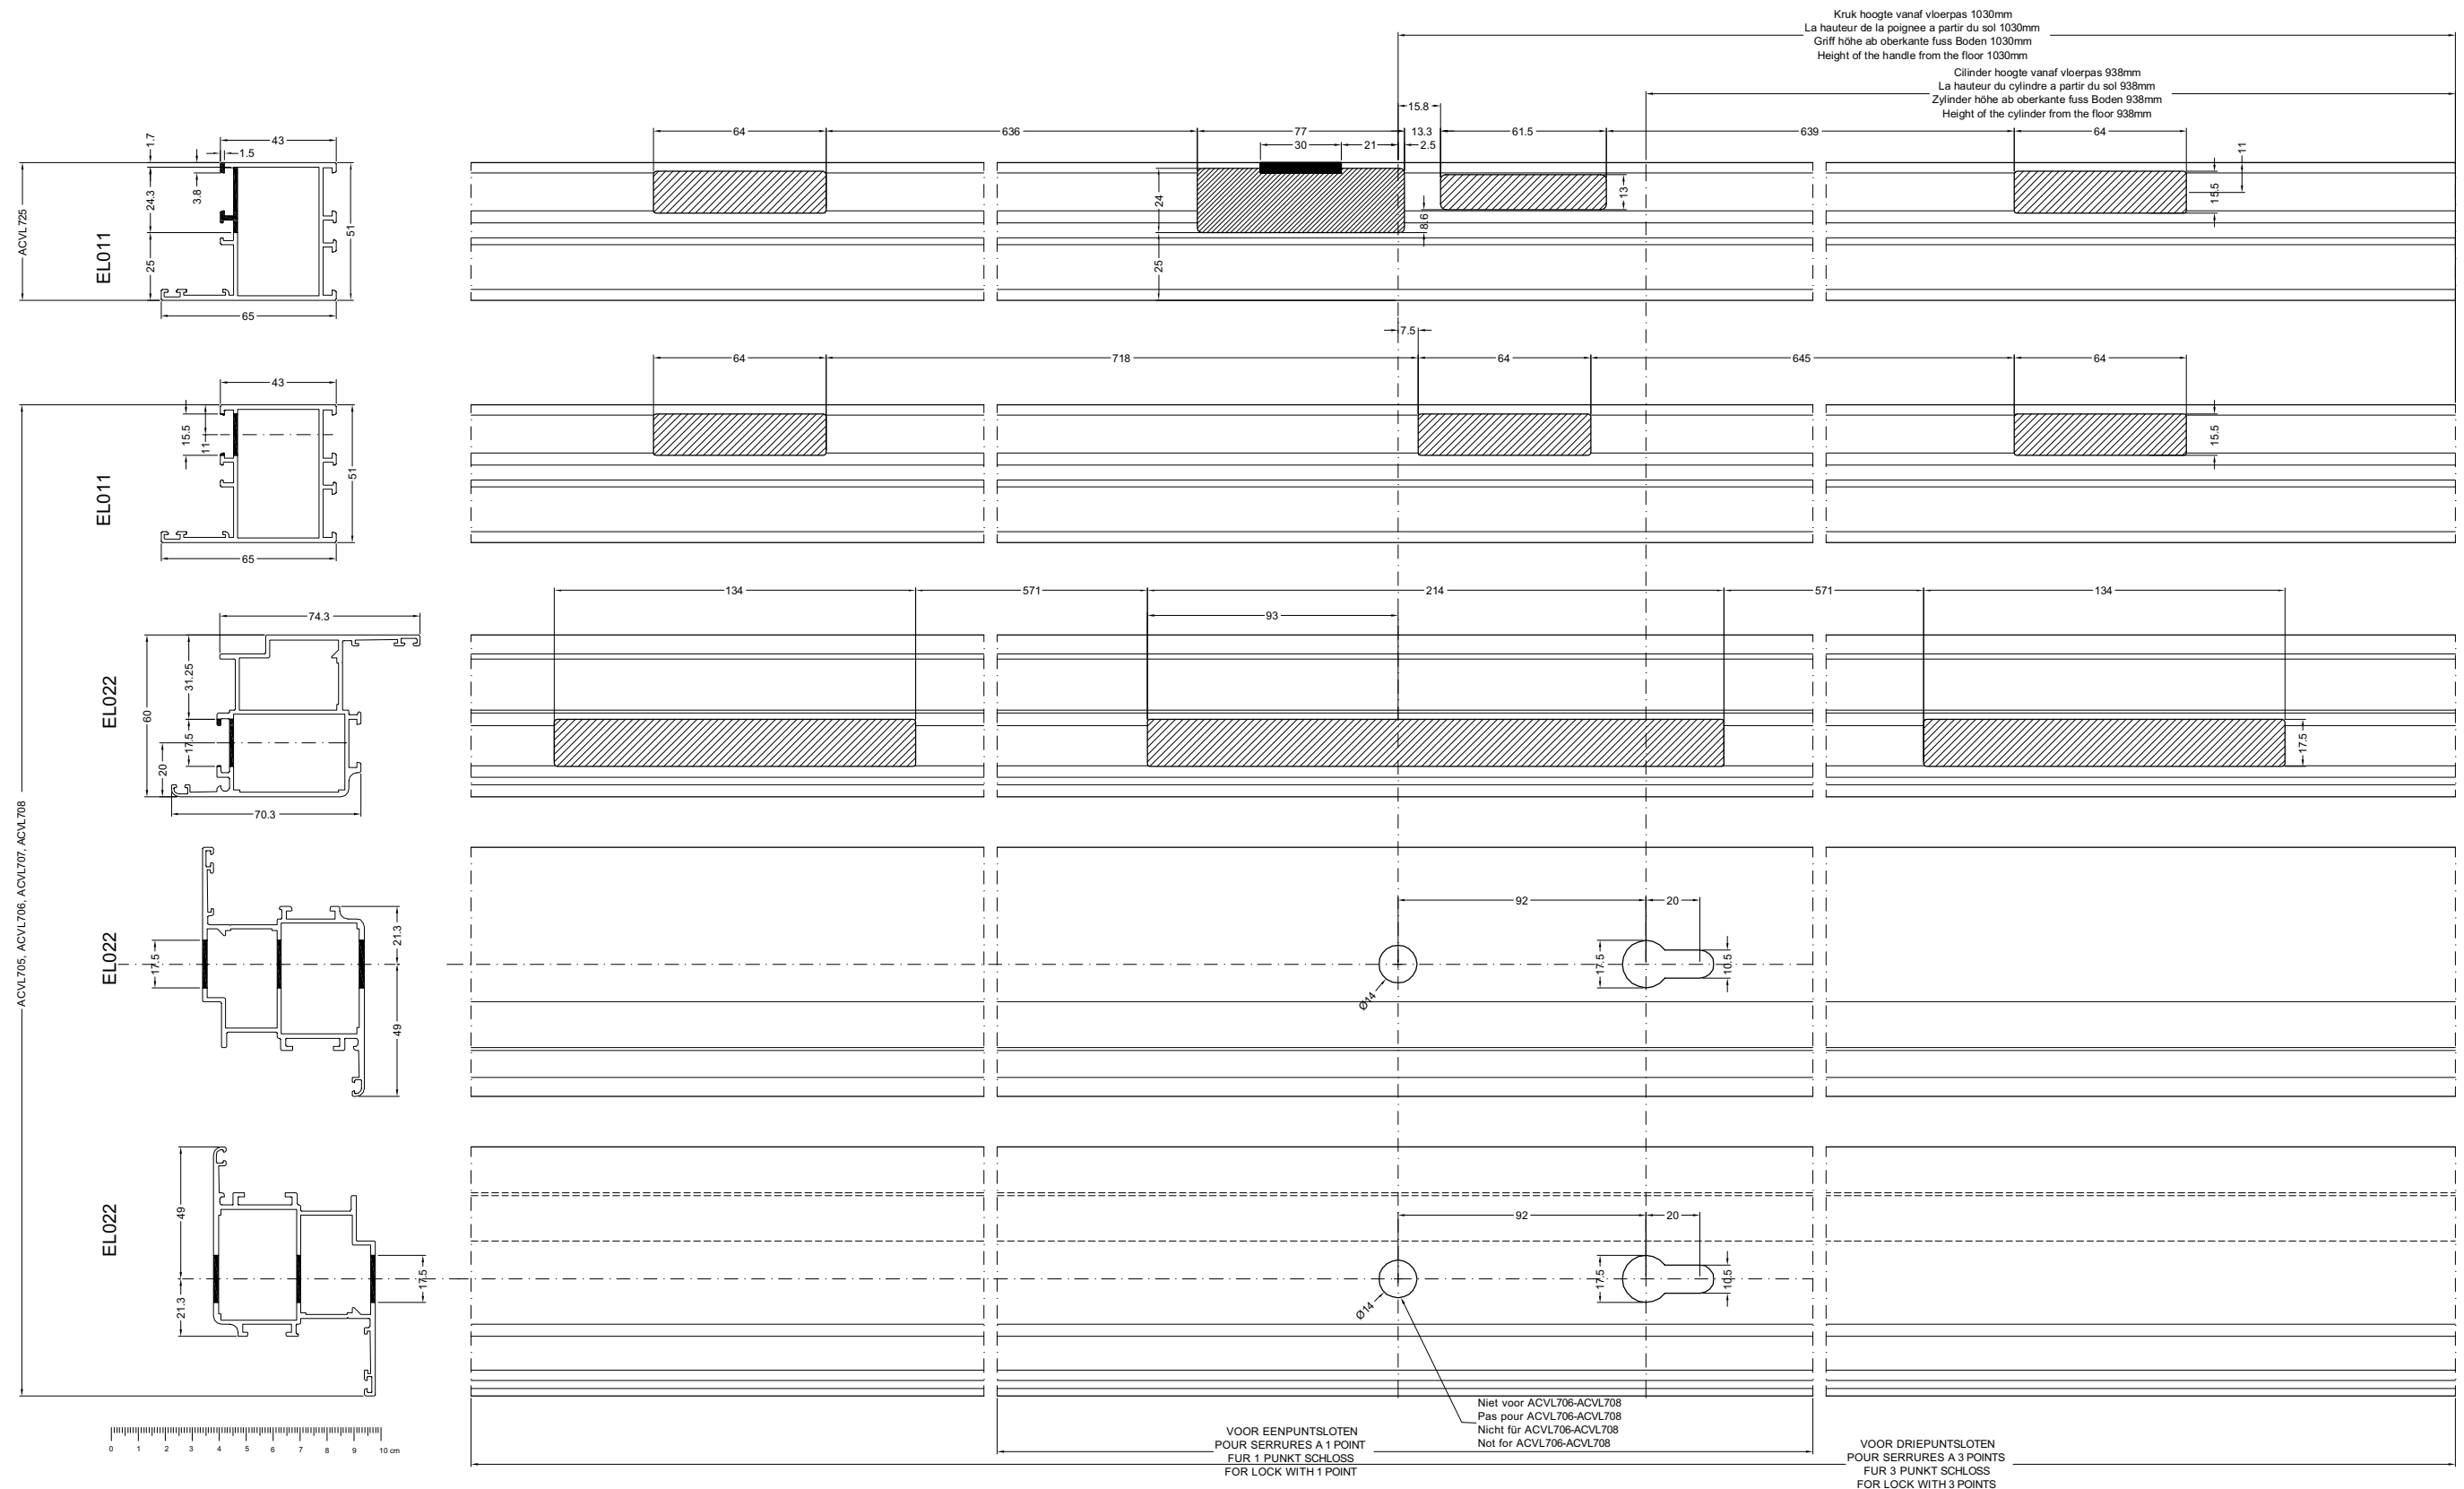 Kruk hoogte vanaf vloerpas 1030mm
La hauteur de la poignee a partir du sol 1030mm
Griff höhe ab oberkante fuss Boden 1030mm
Height of the handle from the floor 1030mm
Cilinder hoogte vanaf vloerpas 938mm
La hauteur du cylindre a partir du sol 938mm
Zylinder höhe ab oberkante fuss Boden 938mm
Height of the cylinder from the floor 938mm
ACVL725
EL011
43
1.5
1.7
3.8
24.3
25
51
65
64
636
77
30
21
2.5
13.3
15.8
61.5
639
64
24
25
8.6
13
11
15.5
EL011
43
15.5
11
51
65
64
718
7.5
64
645
64
15.5
ACVL705, ACVL706, ACVL707, ACVL708
EL022
74.3
31.25
60
17.5
20
70.3
134
571
214
93
571
134
17.5
EL022
17.5
21.3
49
92
20
17.5
10.5
Ø14
EL022
49
21.3
17.5
92
20
17.5
10.5
Ø14
Niet voor ACVL706-ACVL708
Pas pour ACVL706-ACVL708
Nicht für ACVL706-ACVL708
Not for ACVL706-ACVL708
0 1 2 3 4 5 6 7 8 9 10 cm
VOOR EENPUNTSLOTEN
POUR SERRURES A 1 POINT
FUR 1 PUNKT SCHLOSS
FOR LOCK WITH 1 POINT
VOOR DRIEPUNTSLOTEN
POUR SERRURES A 3 POINTS
FUR 3 PUNKT SCHLOSS
FOR LOCK WITH 3 POINTS